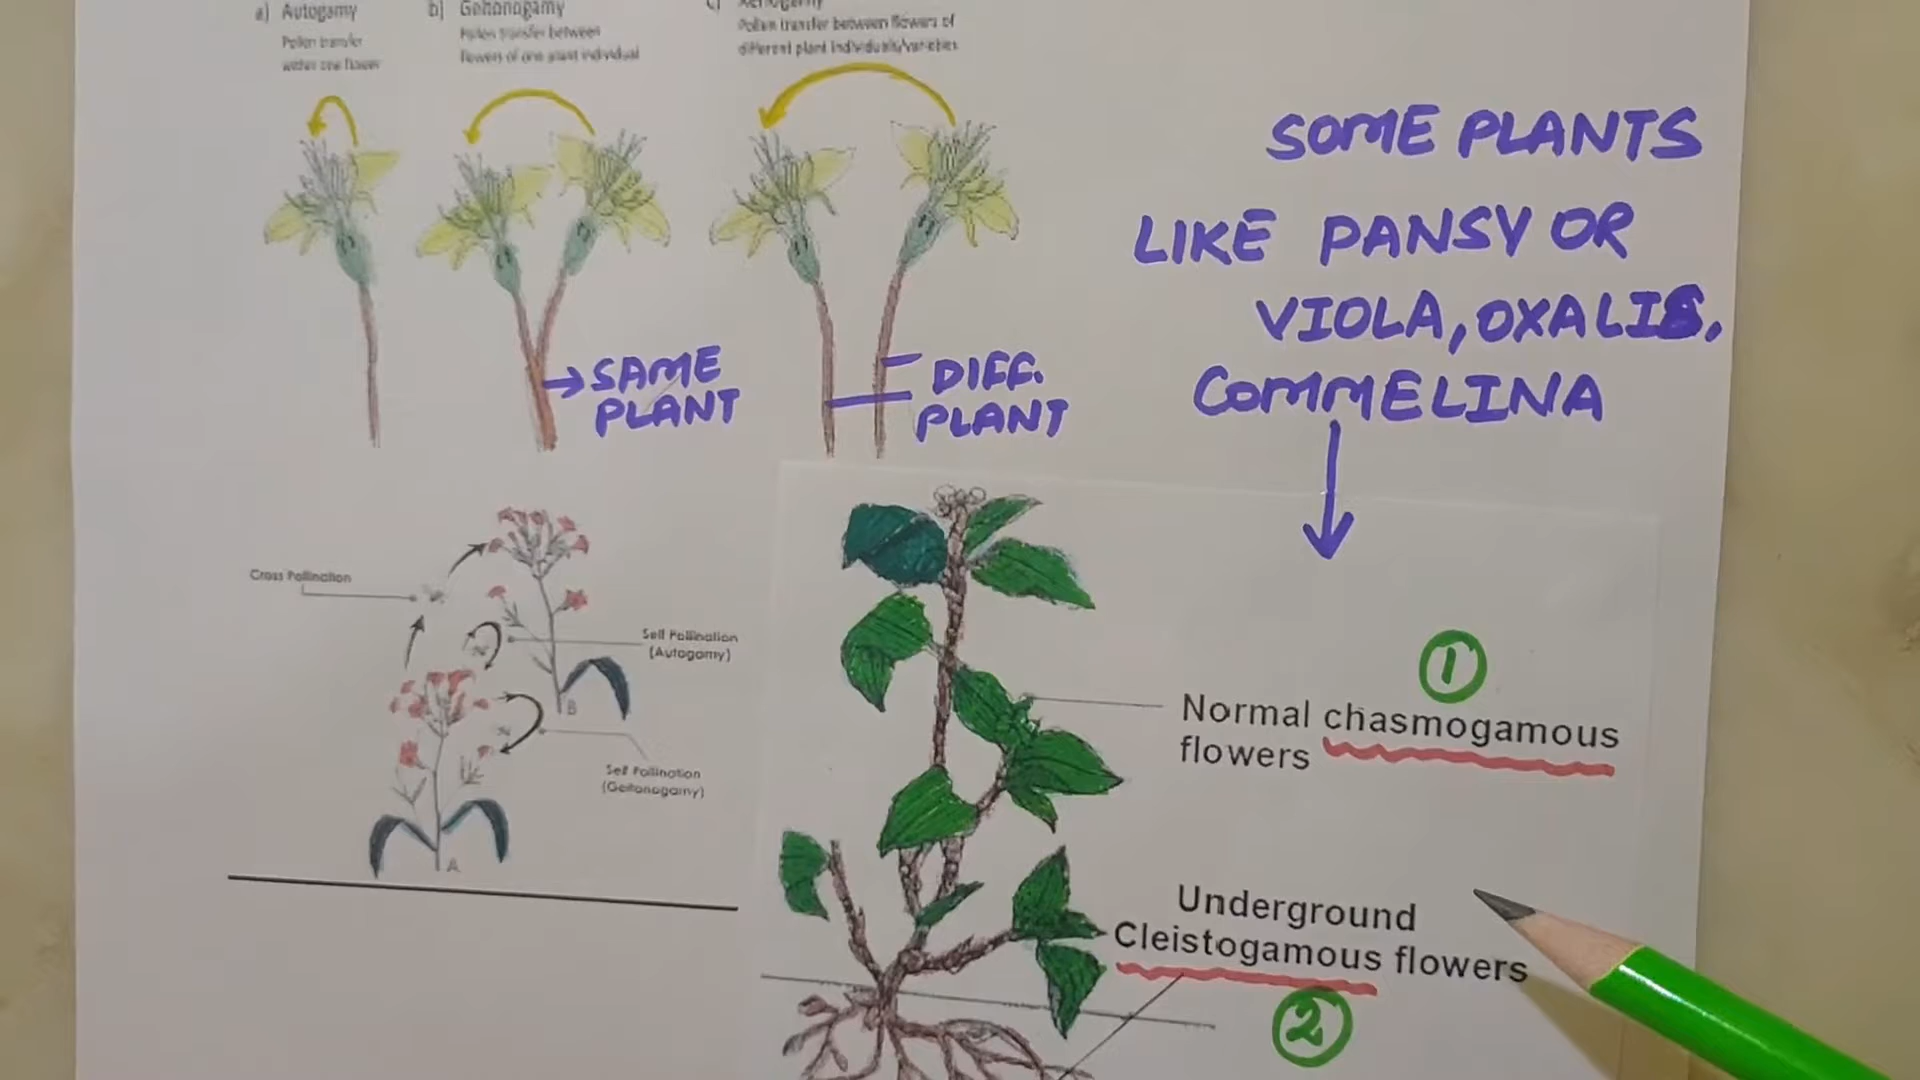 a) Autogamy
Pollen transfer
within one flower
b) Geitonogamy
Pollen transfer between
flowers of one plant individual
c) Xenogamy
Pollen transfer between flowers of
different plant individuals/varieties
SAME
PLANT
DIFF.
PLANT
SOME PLANTS
LIKE PANSY OR
VIOLA, OXALIS.
COMMELINA
Cross Pollination
Self Pollination
(Autogamy)
B
Self Pollination
(Geitonogamy)
A
1
Normal chasmogamous
flowers
Underground
Cleistogamous flowers
2